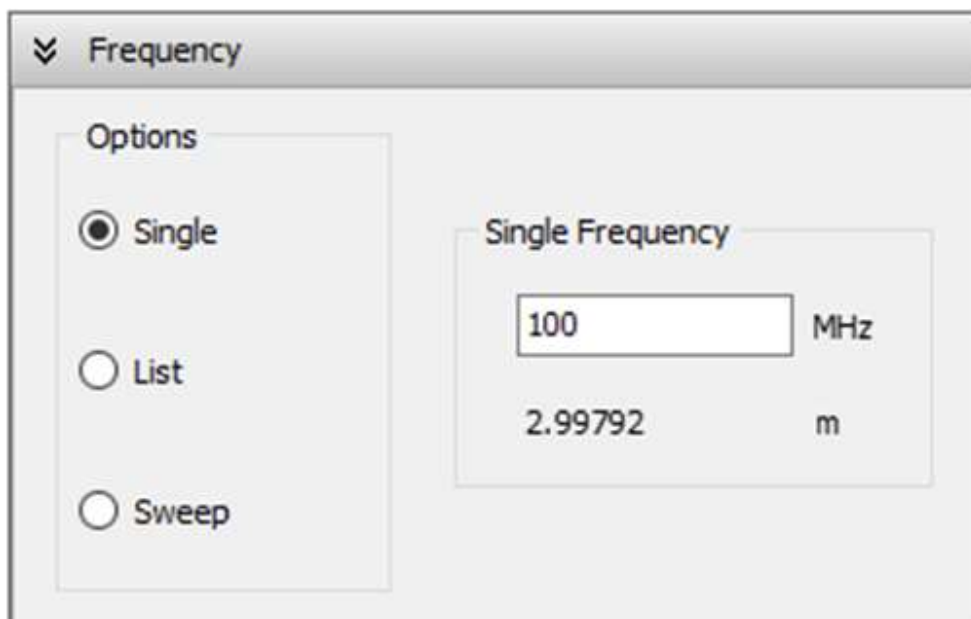 Frequency
Options
Single
List
Sweep
Single Frequency
100 MHz
2.99792 m